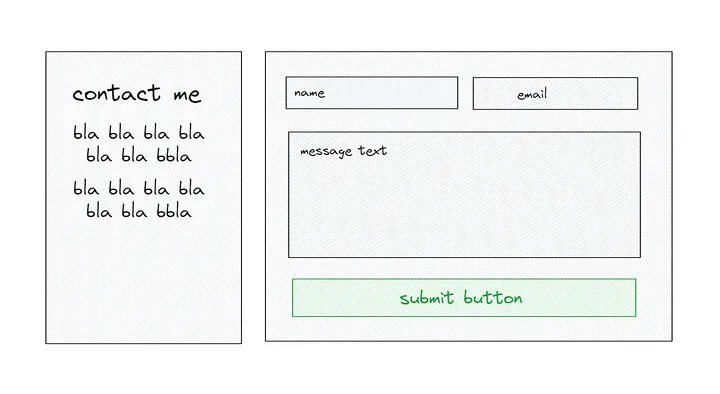 contact me
bla bla bla bla
bla bla bbla
bla bla bla bla
bla bla bbla
name
email
message text
submit button